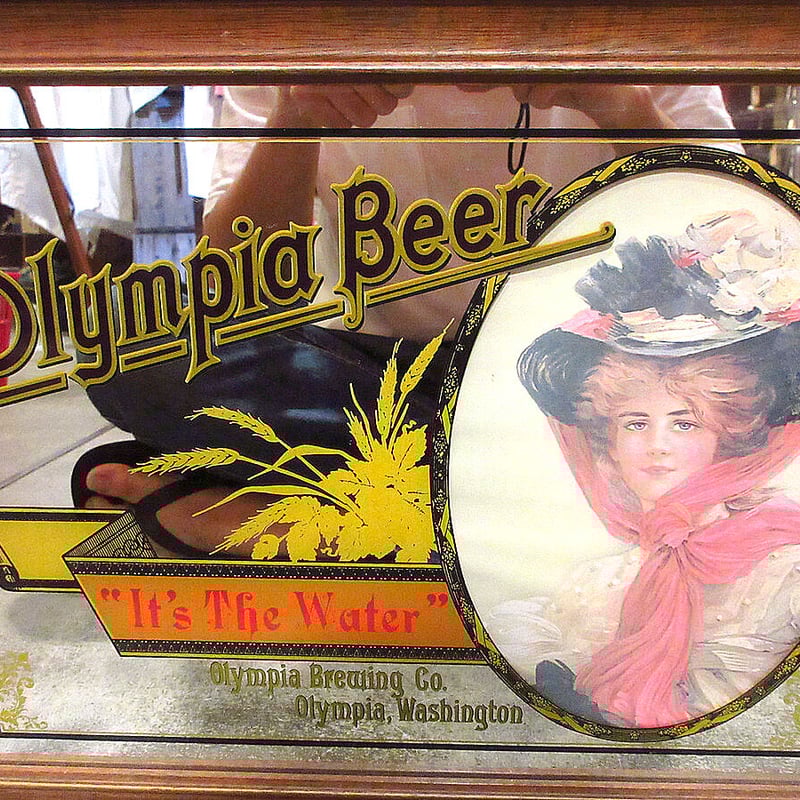 Olympia Beer
"It's The Water"
Olympia Brewing Co.
Olympia, Washington